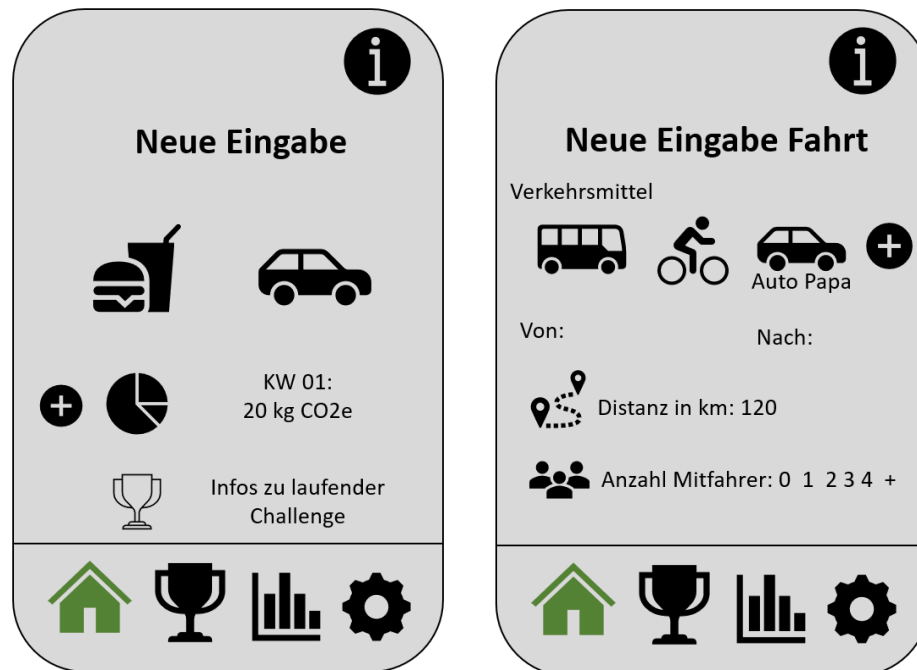 Neue Eingabe
KW 01:
20 kg CO2e
Infos zu laufender
Challenge
Neue Eingabe Fahrt
Verkehrsmittel
Auto Papa
Von:
Nach:
Distanz in km: 120
Anzahl Mitfahrer: 0 1 2 3 4 +